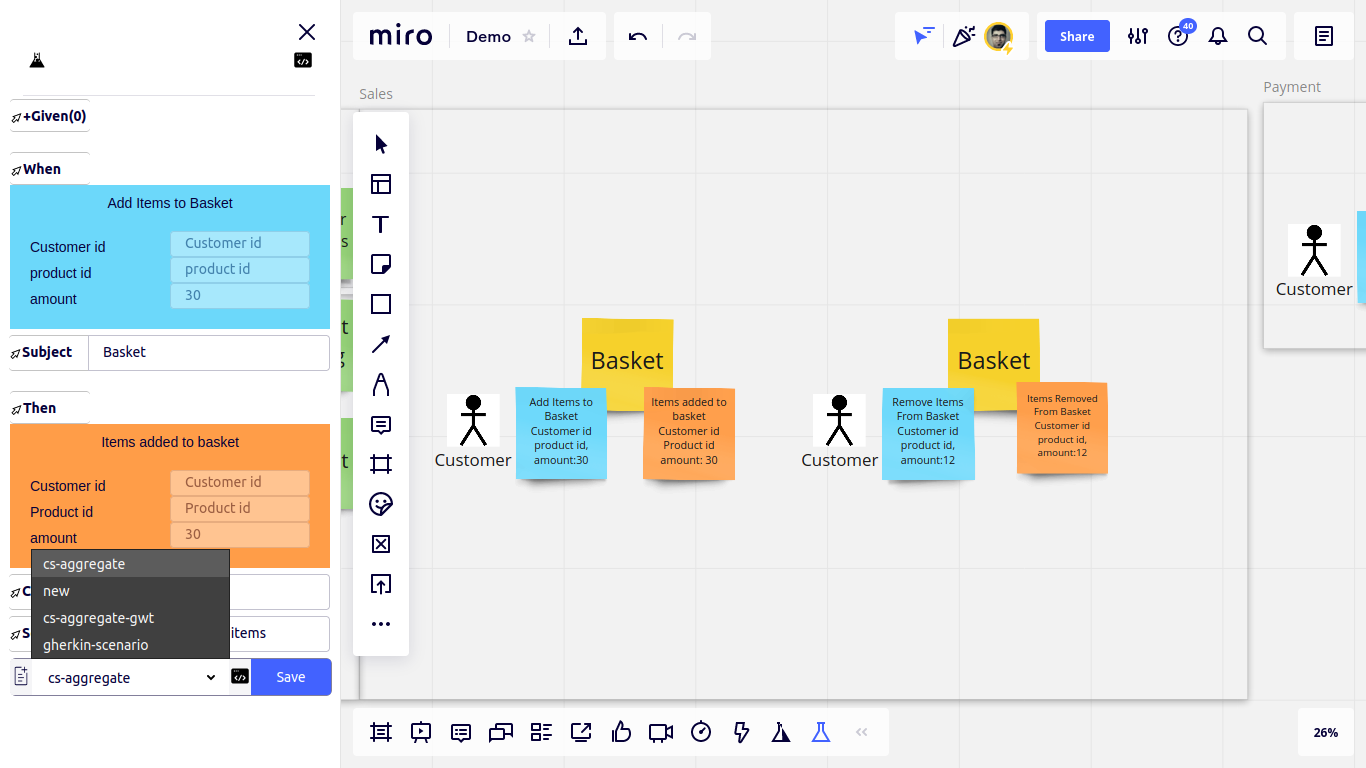 +Given(0)
When
Add Items to Basket
Customer id
Customer id
product id
product id
amount
30
Subject
Basket
Then
Items added to basket
Customer id
Customer id
Product id
Product id
amount
30
cs-aggregate
new
cs-aggregate-gwt
gherkin-scenario
items
cs-aggregate
Save
miro
Demo
40
Share
Sales
Payment
Basket
Add Items to
Basket
Customer id
product id,
amount:30
Items added to
basket
Customer id
Product id
amount: 30
Customer
Basket
Remove Items
From Basket
Customer id
product id,
amount:12
Items Removed
From Basket
Customer id
product id,
amount:12
Customer
Customer
26%